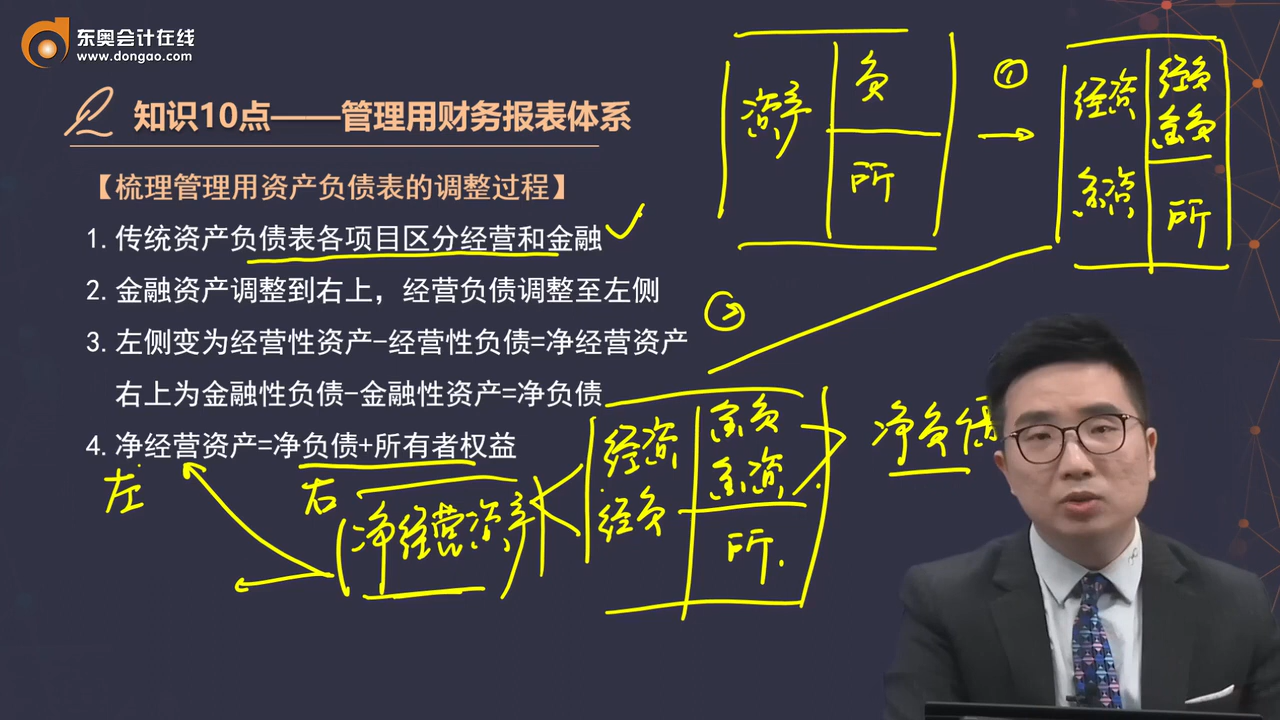 东奥会计在线
www.dongao.com
知识10点——管理用财务报表体系
【梳理管理用资产负债表的调整过程】
1. 传统资产负债表各项目区分经营和金融
2. 金融资产调整到右上，经营负债调整至左侧
3. 左侧变为经营性资产-经营性负债=净经营资产
右上为金融性负债-金融性资产=净负债
4. 净经营资产=净负债+所有者权益
左
右
净经营资产
资产
负
所
①
经资
经负
金负
金资
所
②
经资
金负
经负
金资
所
净负债